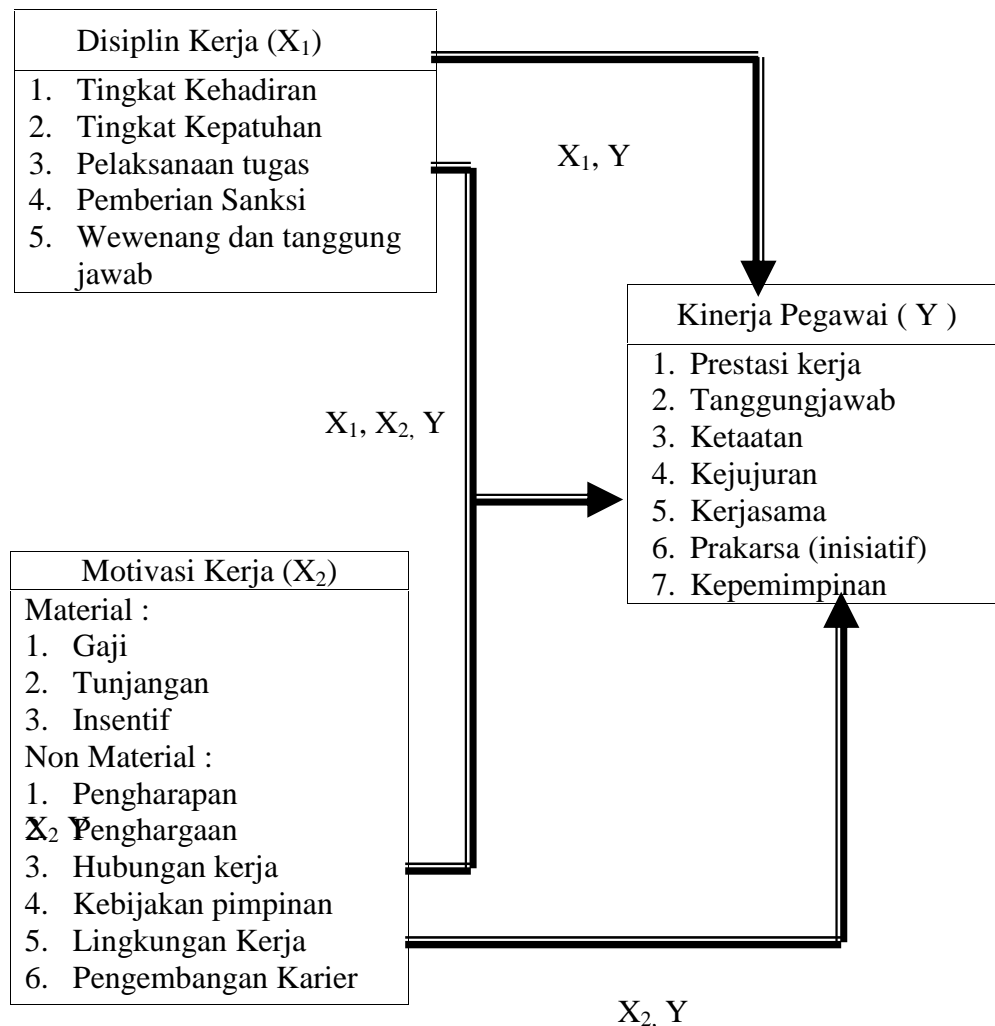 Disiplin Kerja (X₁)
1. Tingkat Kehadiran
2. Tingkat Kepatuhan
3. Pelaksanaan tugas
4. Pemberian Sanksi
5. Wewenang dan tanggung
jawab
X₁, Y
Kinerja Pegawai ( Y )
1. Prestasi kerja
2. Tanggungjawab
3. Ketaatan
4. Kejujuran
5. Kerjasama
6. Prakarsa (inisiatif)
7. Kepemimpinan
X₁, X₂, Y
Motivasi Kerja (X₂)
Material :
1. Gaji
2. Tunjangan
3. Insentif
Non Material :
1. Pengharapan
2. Penghargaan
X₂ Y
3. Hubungan kerja
4. Kebijakan pimpinan
5. Lingkungan Kerja
6. Pengembangan Karier
X₂, Y